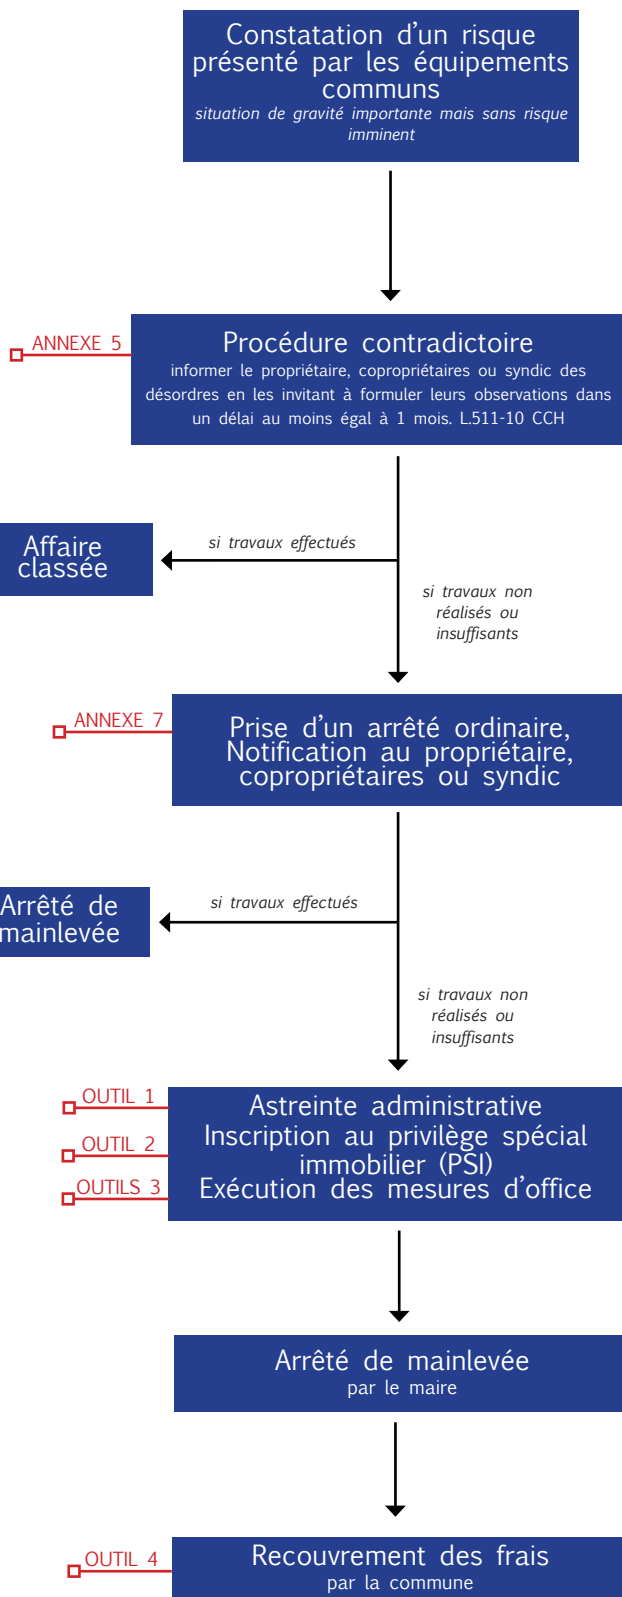 Constatation d’un risque
présenté par les équipements
communs
situation de gravité importante mais sans risque
imminent
ANNEXE 5
Procédure contradictoire
informer le propriétaire, copropriétaires ou syndic des
désordres en les invitant à formuler leurs observations dans
un délai au moins égal à 1 mois. L.511-10 CCH
si travaux effectués
Affaire
classée
si travaux non
réalisés ou
insuffisants
ANNEXE 7
Prise d’un arrêté ordinaire,
Notification au propriétaire,
copropriétaires ou syndic
si travaux effectués
Arrêté de
mainlevée
si travaux non
réalisés ou
insuffisants
OUTIL 1
Astreinte administrative
OUTIL 2
Inscription au privilège spécial
immobilier (PSI)
OUTILS 3
Exécution des mesures d’office
Arrêté de mainlevée
par le maire
OUTIL 4
Recouvrement des frais
par la commune